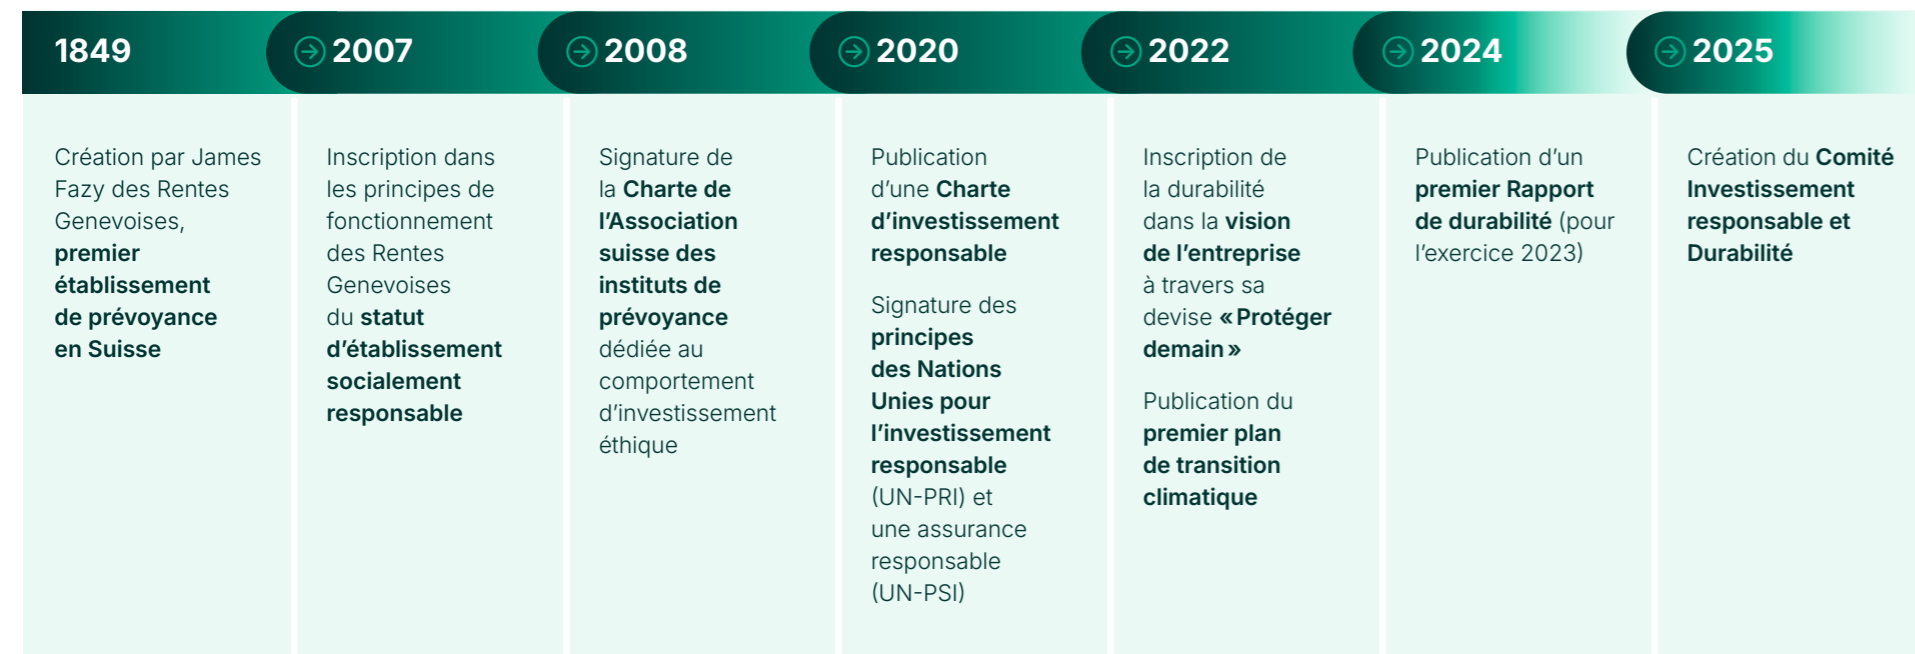 1849
Création par James
Fazy des Rentes
Genevoises,
premier
établissement
de prévoyance
en Suisse
2007
Inscription dans
les principes de
fonctionnement
des Rentes
Genevoises
du statut
d’établissement
socialement
responsable
2008
Signature de
la Charte de
l’Association
suisse des
instituts de
prévoyance
dédiée au
comportement
d’investissement
éthique
2020
Publication
d’une Charte
d’investissement
responsable
Signature des
principes
des Nations
Unies pour
l’investissement
responsable
(UN-PRI) et
une assurance
responsable
(UN-PSI)
2022
Inscription de
la durabilité
dans la vision
de l’entreprise
à travers sa
devise « Protéger
demain »
Publication du
premier plan
de transition
climatique
2024
Publication d’un
premier Rapport
de durabilité (pour
l’exercice 2023)
2025
Création du Comité
Investissement
responsable et
Durabilité